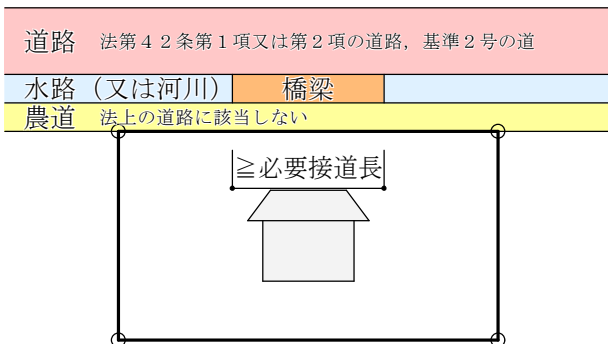 道路 法第４２条第１項又は第２項の道路，基準２号の道
水路（又は河川） 橋梁
農道 法上の道路に該当しない
≧必要接道長